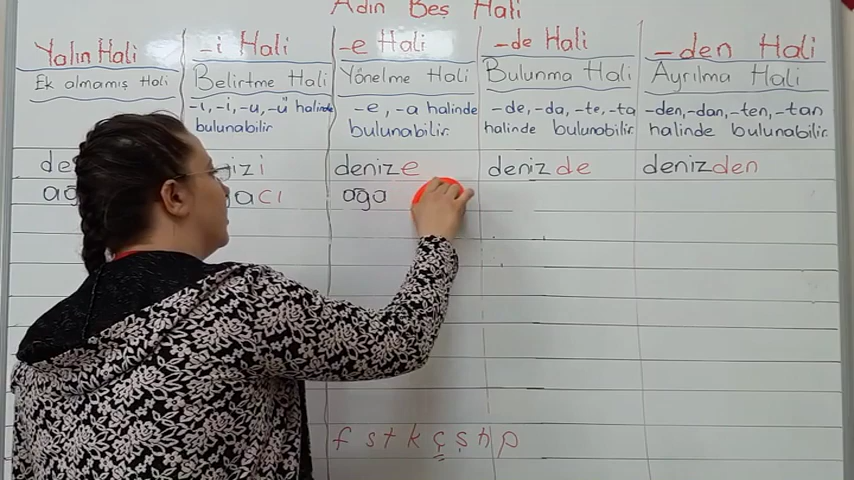 Adın Beş Hali
Yalın Hali
Ek almamış Hali
-i Hali
Belirtme Hali
-ı, -i, -u, -ü halinde
bulunabilir
-e Hali
Yönelme Hali
-e, -a halinde
bulunabilir.
-de Hali
Bulunma Hali
-de, -da, -te, -ta
halinde bulunabilir.
-den Hali
Ayrılma Hali
-den, -dan, -ten, -tan
halinde bulunabilir.
denize denizde denizden
ağa
f s t k ç ş h p